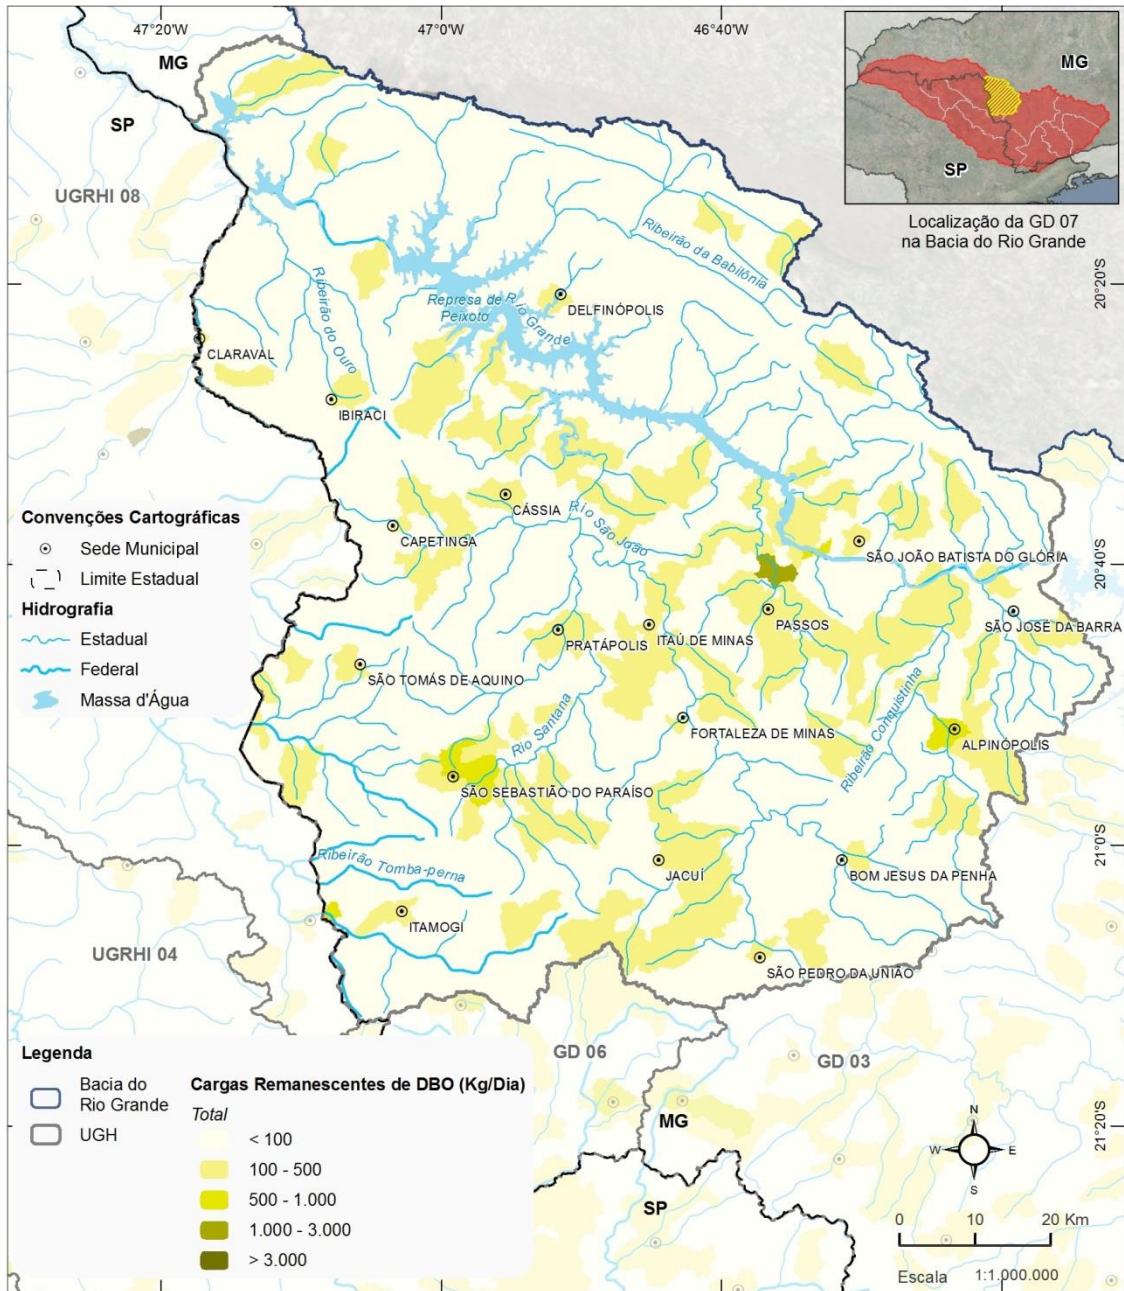 47°20'W
47°0'W
46°40'W
MG
SP
UGRHI 08
MG
SP
Localização da GD 07
na Bacia do Rio Grande
20°20'S
Ribeirão da Babilônia
Ribeirão do Ouro
Represa de
Peixoto
Rio Grande
DELFINÓPOLIS
CLARAVAL
IBIRACI
CÁSSIA
CAPETINGA
Rio São João
SÃO JOÃO BATISTA DO GLÓRIA
20°40'S
PASSOS
SÃO JOSÉ DA BARRA
PRATÁPOLIS
ITAÚ DE MINAS
SÃO TOMÁS DE AQUINO
Rio Santana
FORTALEZA DE MINAS
Ribeirão Conquistinha
ALPINÓPOLIS
SÃO SEBASTIÃO DO PARAÍSO
21°0'S
Ribeirão Tomba-perna
JACUÍ
BOM JESUS DA PENHA
ITAMOGI
SÃO PEDRO DA UNIÃO
UGRHI 04
GD 06
GD 03
MG
SP
21°20'S
Convenções Cartográficas
Sede Municipal
Limite Estadual
Hidrografia
Estadual
Federal
Massa d'Água
Legenda
Bacia do
Rio Grande
UGH
Cargas Remanescentes de DBO (Kg/Dia)
Total
< 100
100 - 500
500 - 1.000
1.000 - 3.000
> 3.000
N
W E
S
0 10 20 Km
Escala 1:1.000.000